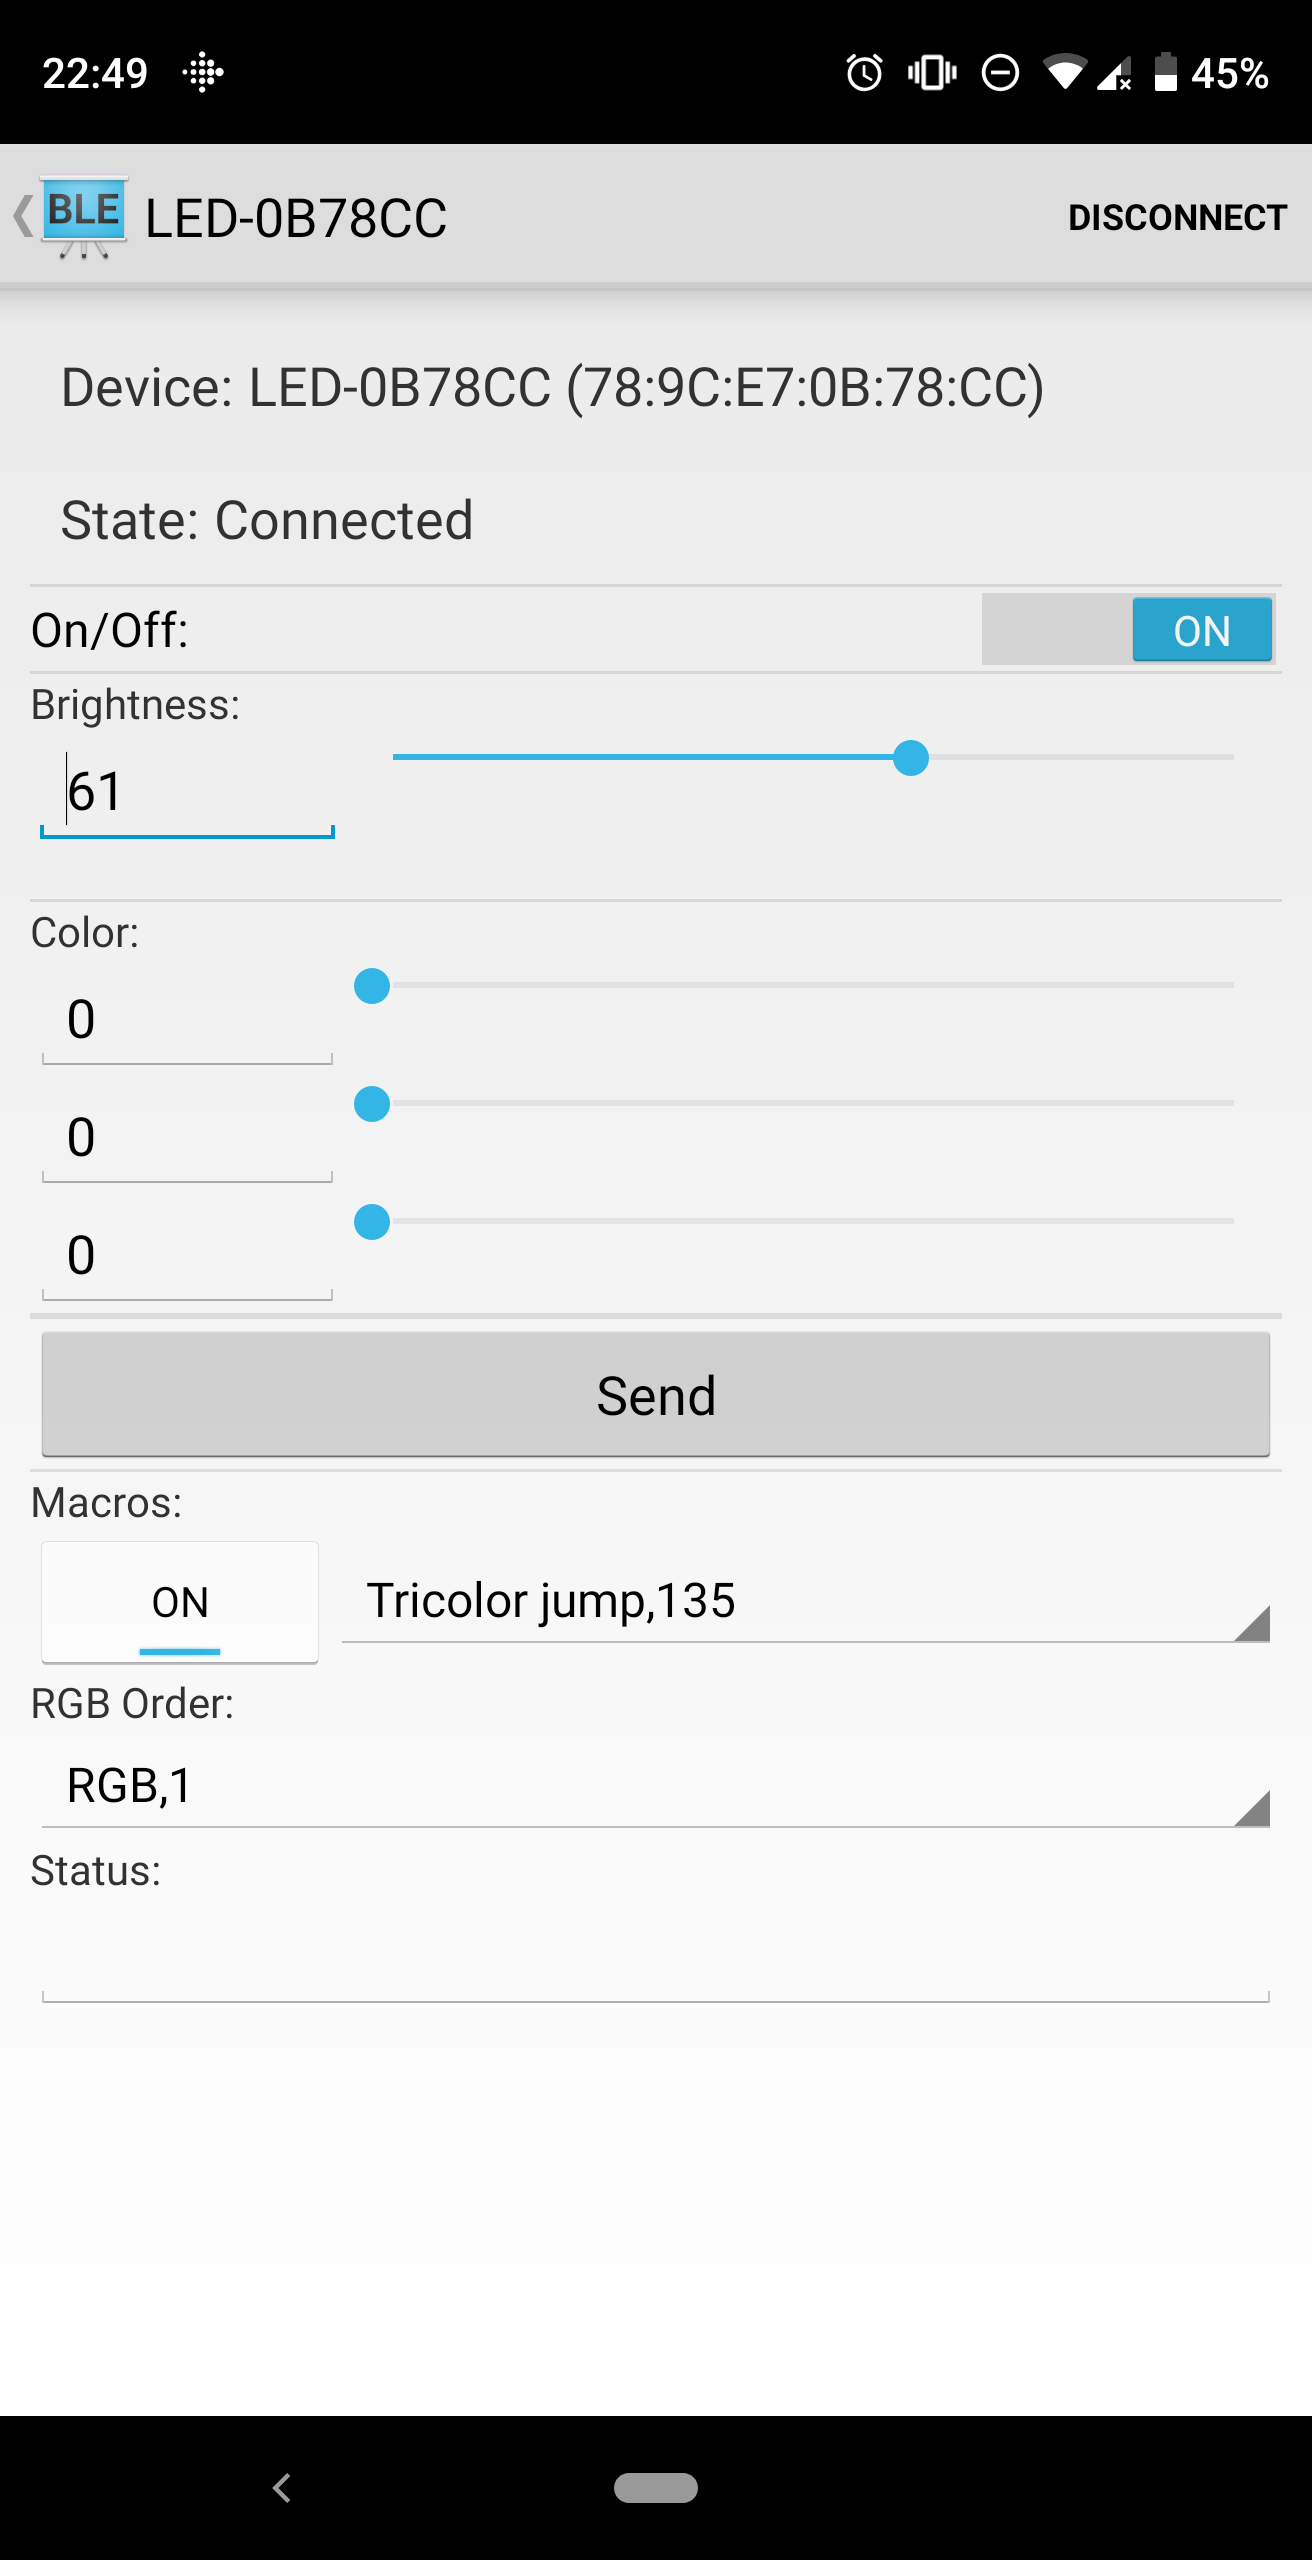 22:49 45%
BLE LED-0B78CC DISCONNECT
Device: LED-0B78CC (78:9C:E7:0B:78:CC)
State: Connected
On/Off: ON
Brightness:
61
Color:
0
0
0
Send
Macros:
ON Tricolor jump,135
RGB Order:
RGB,1
Status: